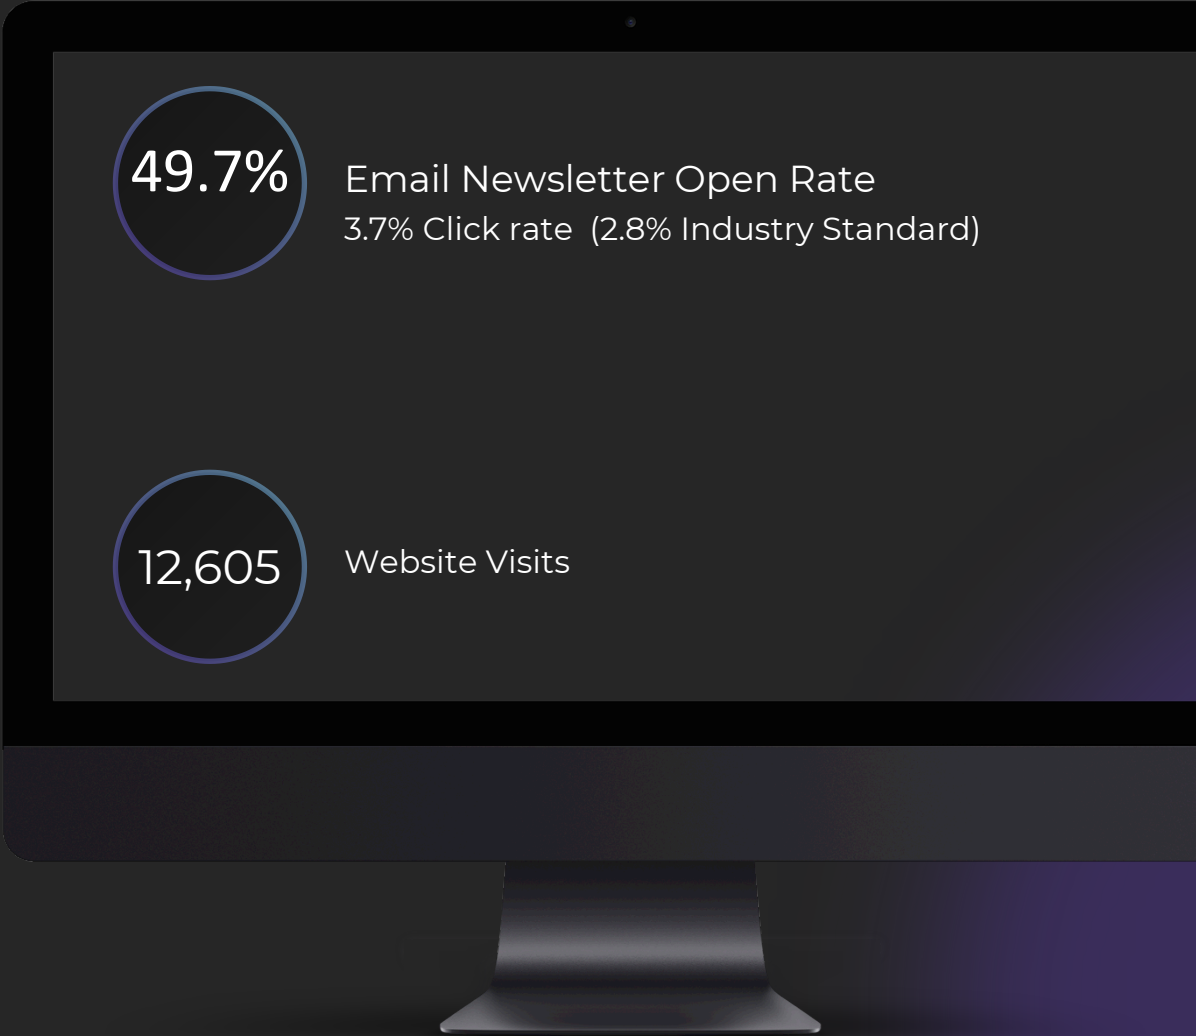 49.7%
Email Newsletter Open Rate
3.7% Click rate (2.8% Industry Standard)
12,605
Website Visits